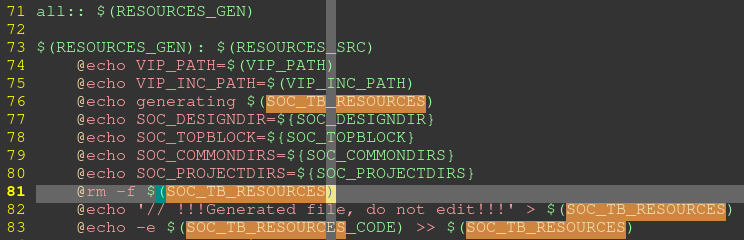 71 all:: $(RESOURCES_GEN)
72
73 $(RESOURCES_GEN): $(RESOURCES_SRC)
74     @echo VIP_PATH=$(VIP_PATH)
75     @echo VIP_INC_PATH=$(VIP_INC_PATH)
76     @echo generating $(SOC_TB_RESOURCES)
77     @echo SOC_DESIGNDIR=${SOC_DESIGNDIR}
78     @echo SOC_TOPBLOCK=${SOC_TOPBLOCK}
79     @echo SOC_COMMONDIRS=${SOC_COMMONDIRS}
80     @echo SOC_PROJECTDIRS=${SOC_PROJECTDIRS}
81     @rm -f $(SOC_TB_RESOURCES)
82     @echo '// !!!Generated file, do not edit!!!' > $(SOC_TB_RESOURCES)
83     @echo -e $(SOC_TB_RESOURCES_CODE) >> $(SOC_TB_RESOURCES)